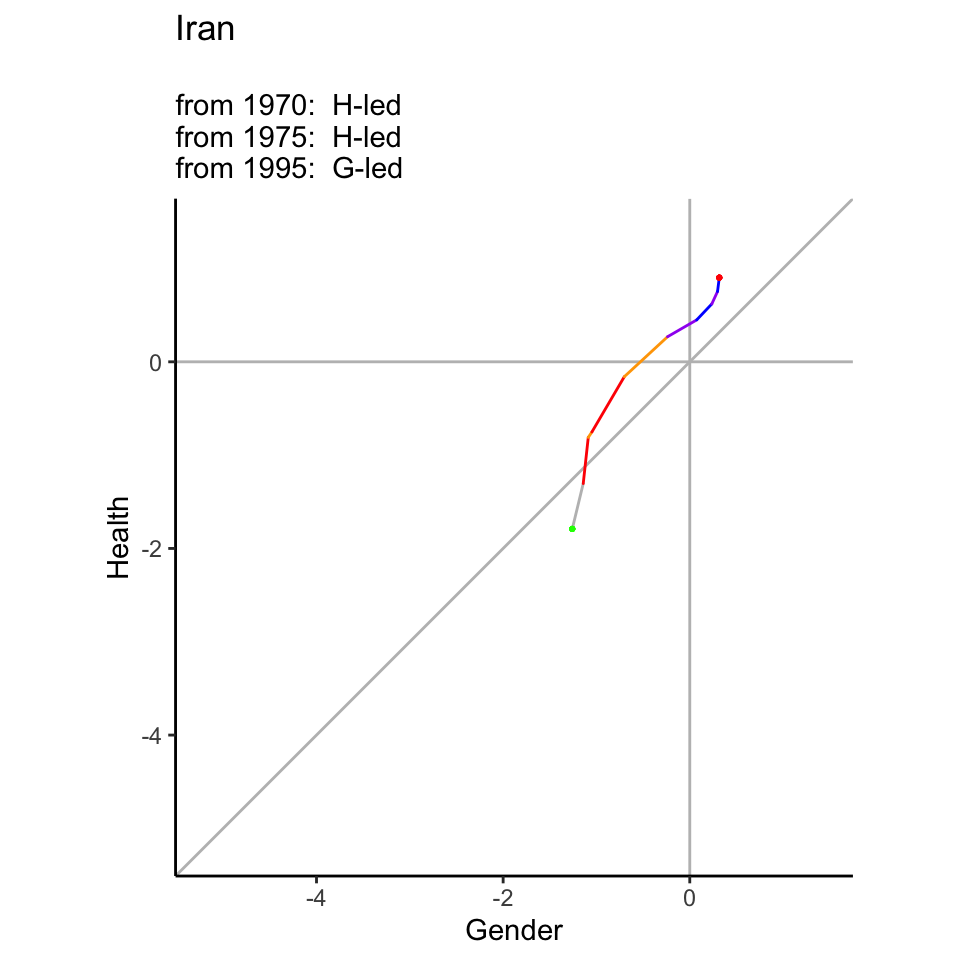 Iran
from 1970:  H-led
from 1975:  H-led
from 1995:  G-led
0
-2
-4
Health
-4
-2
0
Gender